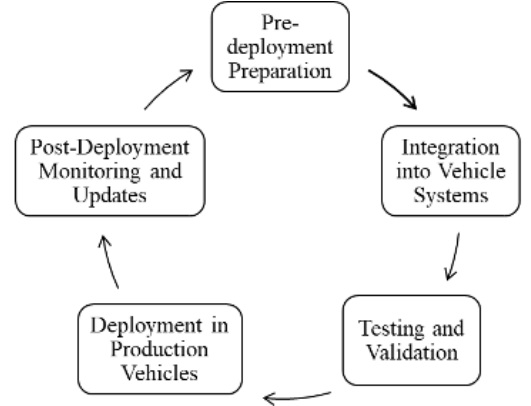 Pre-
deployment
Preparation
Integration
into Vehicle
Systems
Testing and
Validation
Deployment in
Production
Vehicles
Post-Deployment
Monitoring and
Updates